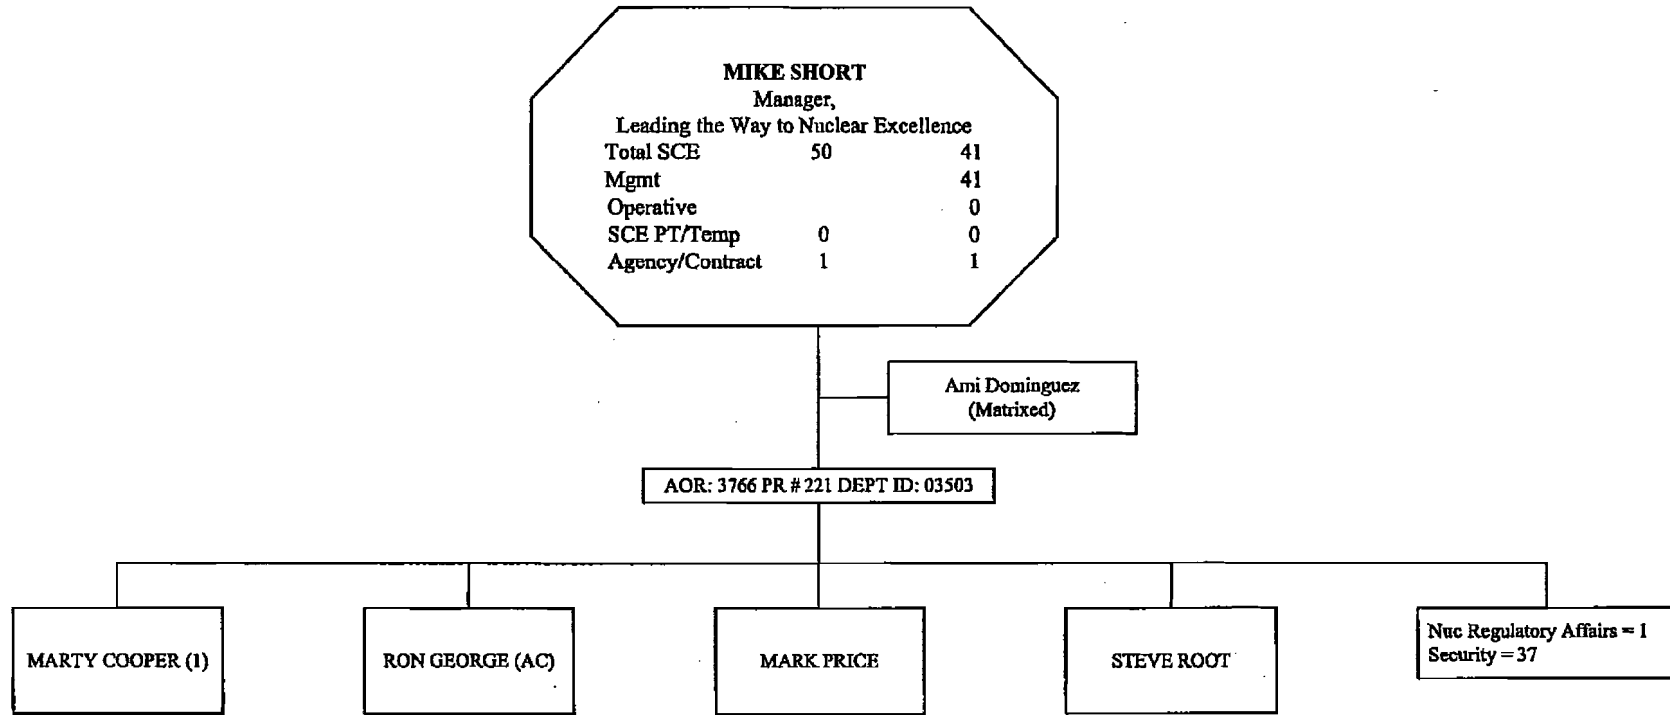 MIKE SHORT
Manager,
Leading the Way to Nuclear Excellence
Total SCE 50 41
Mgmt 41
Operative 0
SCE PT/Temp 0 0
Agency/Contract 1 1
Ami Dominguez
(Matrixed)
AOR: 3766 PR # 221 DEPT ID: 03503
MARTY COOPER (1)
RON GEORGE (AC)
MARK PRICE
STEVE ROOT
Nuc Regulatory Affairs = 1
Security = 37